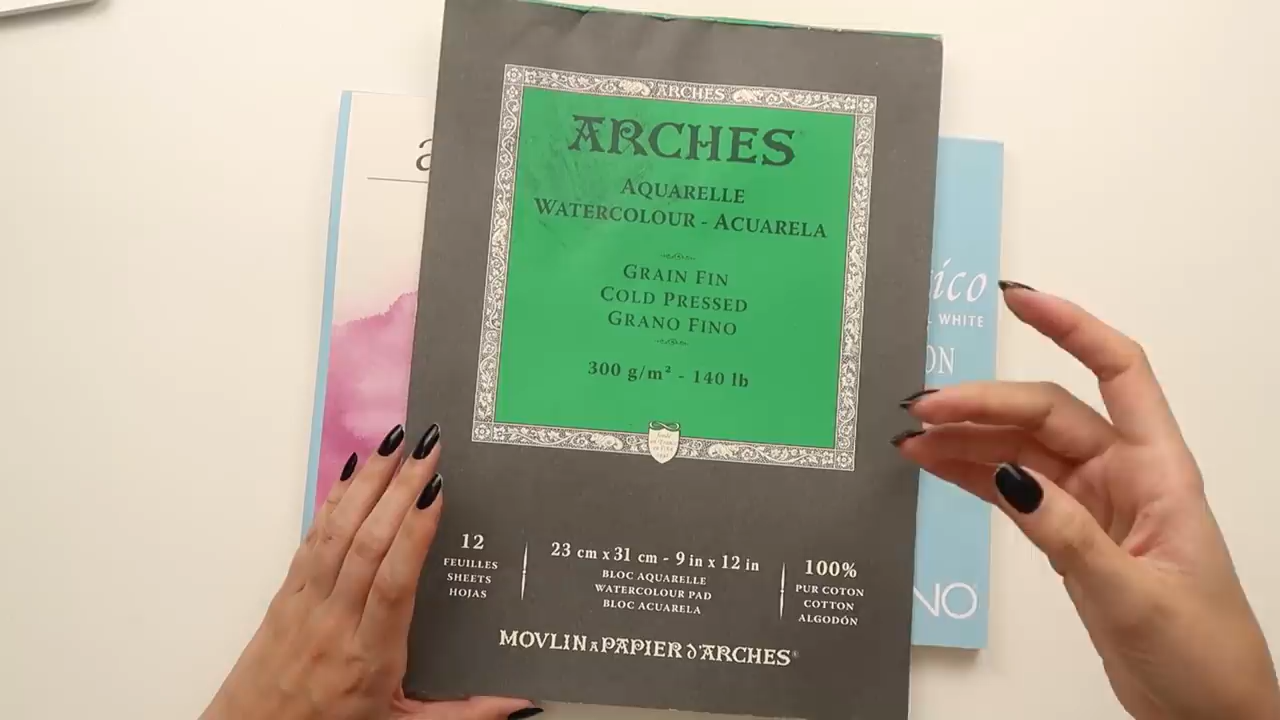 ARCHES
ARCHES
AQUARELLE
WATERCOLOUR - ACUARELA
GRAIN FIN
COLD PRESSED
GRANO FINO
300 g/m² - 140 lb
12
FEUILLES
SHEETS
HOJAS
23 cm x 31 cm - 9 in x 12 in
BLOC AQUARELLE
WATERCOLOUR PAD
BLOC ACUARELA
100%
PUR COTON
COTTON
ALGODÓN
MOVLIN A PAPIER D'ARCHES®
a
ico
L WHITE
ON
NO